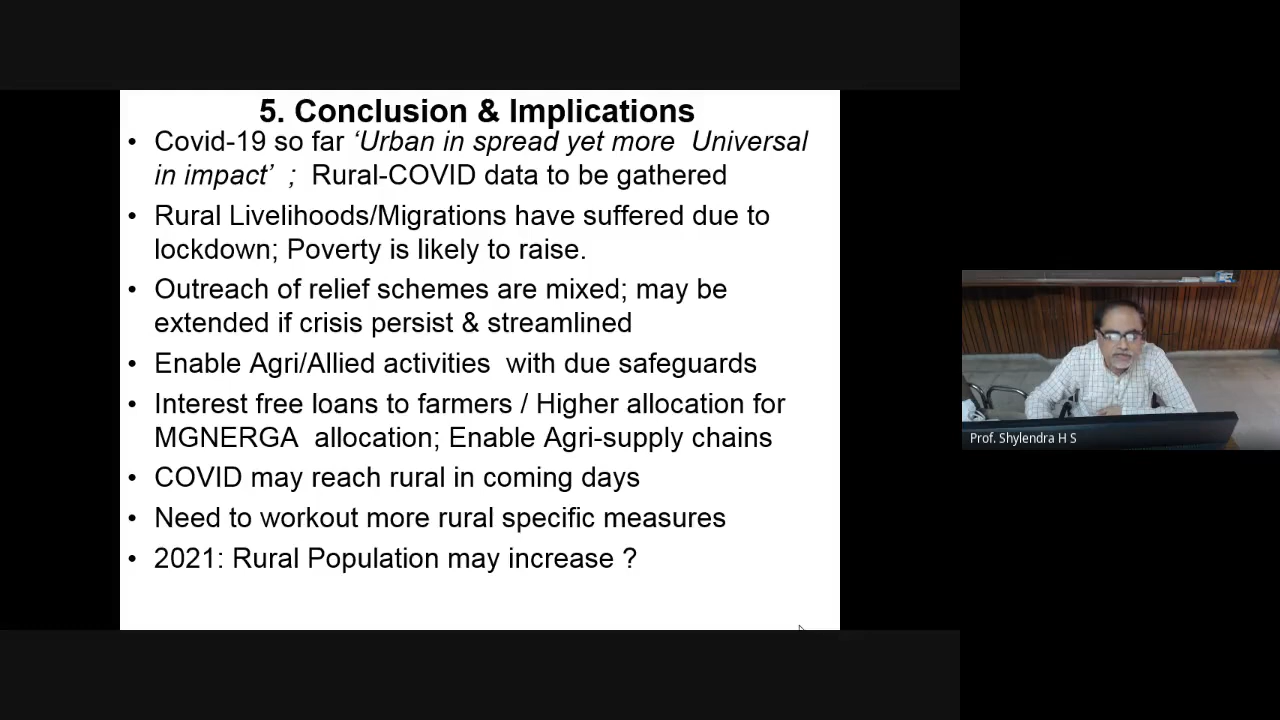 5. Conclusion & Implications
• Covid-19 so far ‘Urban in spread yet more Universal
in impact’ ; Rural-COVID data to be gathered
• Rural Livelihoods/Migrations have suffered due to
lockdown; Poverty is likely to raise.
• Outreach of relief schemes are mixed; may be
extended if crisis persist & streamlined
• Enable Agri/Allied activities with due safeguards
• Interest free loans to farmers / Higher allocation for
MGNERGA allocation; Enable Agri-supply chains
• COVID may reach rural in coming days
• Need to workout more rural specific measures
• 2021: Rural Population may increase ?
Prof. Shylendra H S